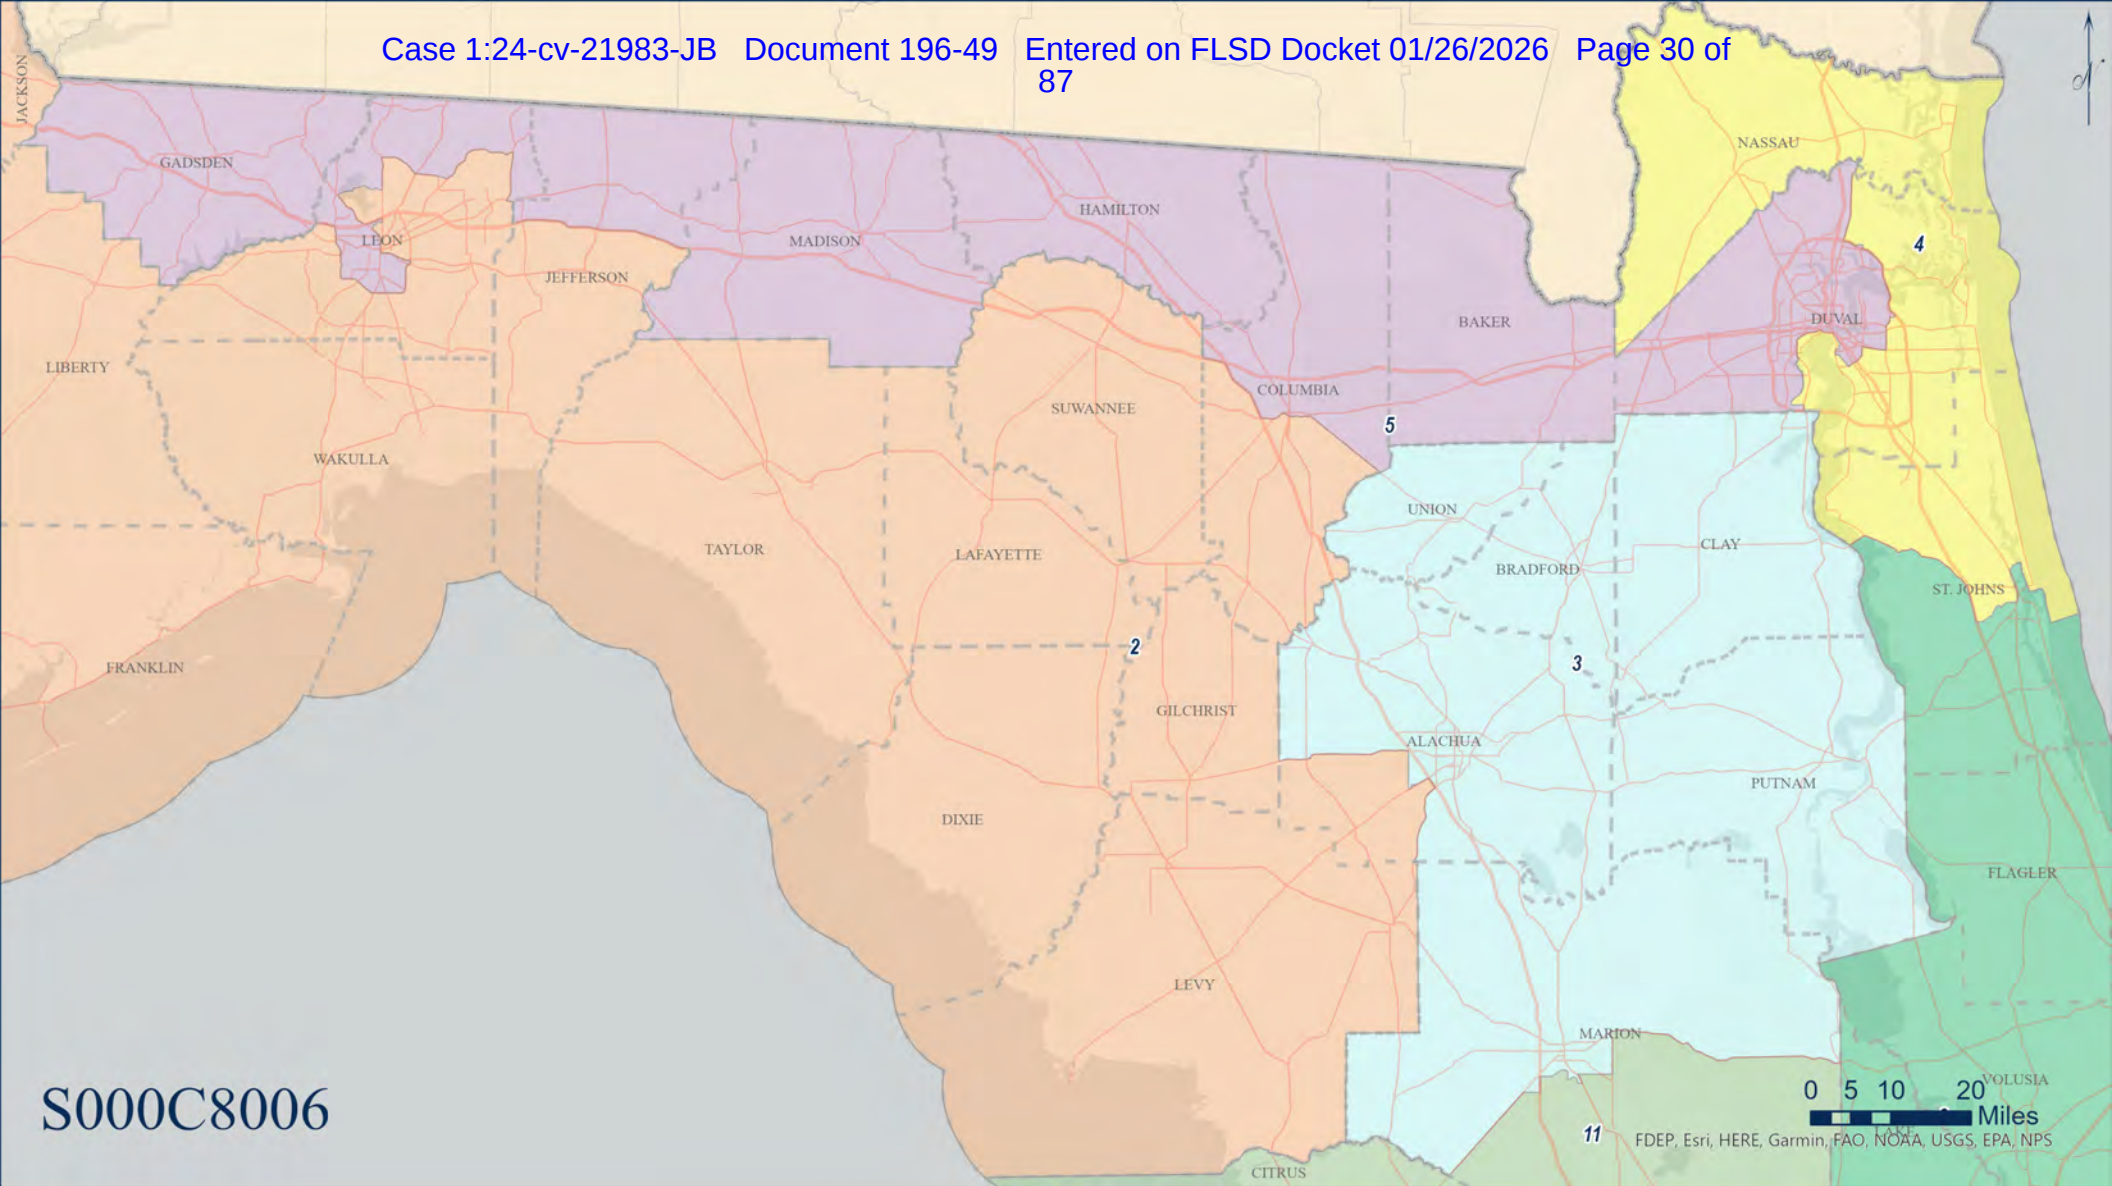 Case 1:24-cv-21983-JB Document 196-49 Entered on FLSD Docket 01/26/2026 Page 30 of
87
JACKSON
N
NASSAU
GADSDEN
HAMILTON
LEON
MADISON
4
JEFFERSON
BAKER
DUVAL
LIBERTY
COLUMBIA
SUWANNEE
5
WAKULLA
UNION
TAYLOR
LAFAYETTE
BRADFORD
CLAY
ST. JOHNS
2
3
FRANKLIN
GILCHRIST
ALACHUA
PUTNAM
DIXIE
FLAGLER
LEVY
MARION
S000C8006
VOLUSIA
0 5 10 20
Miles
11
LAKE
FDEP, Esri, HERE, Garmin, FAO, NOAA, USGS, EPA, NPS
CITRUS